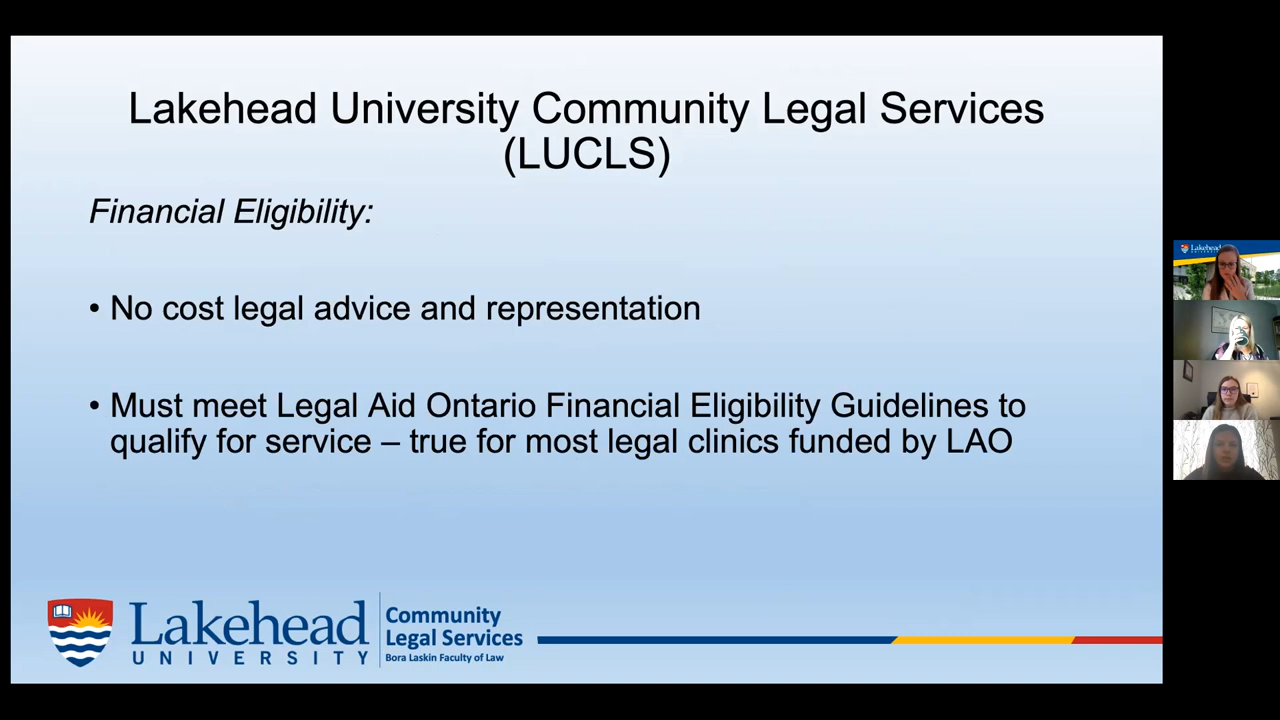 Lakehead University Community Legal Services
(LUCLS)
Financial Eligibility:
• No cost legal advice and representation
• Must meet Legal Aid Ontario Financial Eligibility Guidelines to
qualify for service – true for most legal clinics funded by LAO
Lakehead
UNIVERSITY
Community
Legal Services
Bora Laskin Faculty of Law
Lakehead
UNIVERSITY